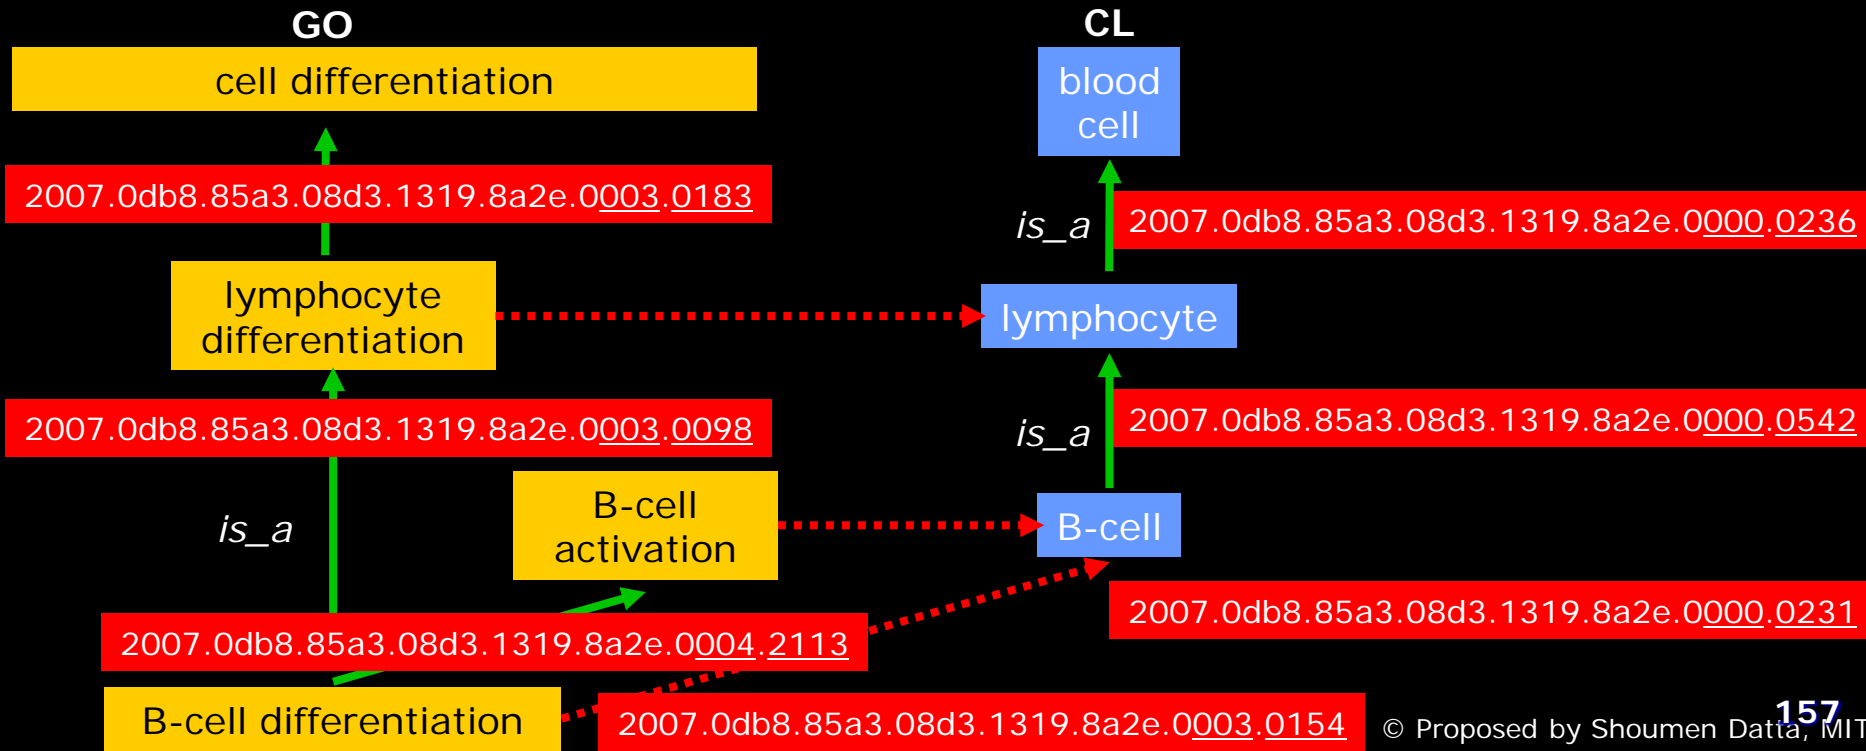 GO
CL
cell differentiation
blood
cell
2007.0db8.85a3.08d3.1319.8a2e.0003.0183
is_a
2007.0db8.85a3.08d3.1319.8a2e.0000.0236
lymphocyte
differentiation
lymphocyte
2007.0db8.85a3.08d3.1319.8a2e.0003.0098
is_a
2007.0db8.85a3.08d3.1319.8a2e.0000.0542
is_a
B-cell
activation
B-cell
2007.0db8.85a3.08d3.1319.8a2e.0000.0231
2007.0db8.85a3.08d3.1319.8a2e.0004.2113
B-cell differentiation
2007.0db8.85a3.08d3.1319.8a2e.0003.0154
© Proposed by Shoumen Datta, MIT
157